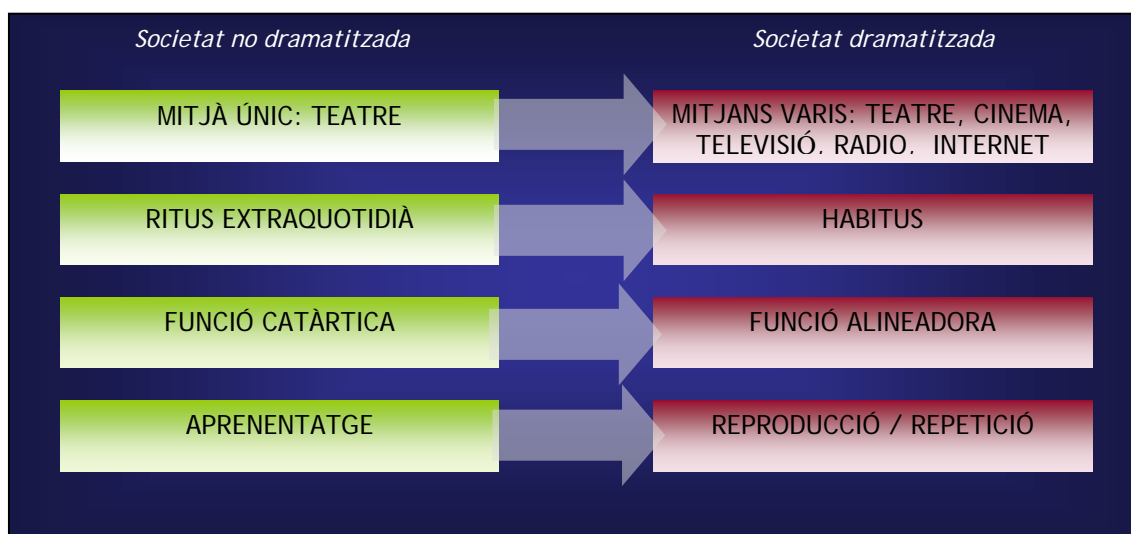 Societat no dramatitzada
Societat dramatitzada
MITJÀ ÚNIC: TEATRE
MITJANS VARIS: TEATRE, CINEMA,
TELEVISIÓ. RADIO. INTERNET
RITUS EXTRAQUOTIDIÀ
HABITUS
FUNCIÓ CATÀRTICA
FUNCIÓ ALINEADORA
APRENENTATGE
REPRODUCCIÓ / REPETICIÓ